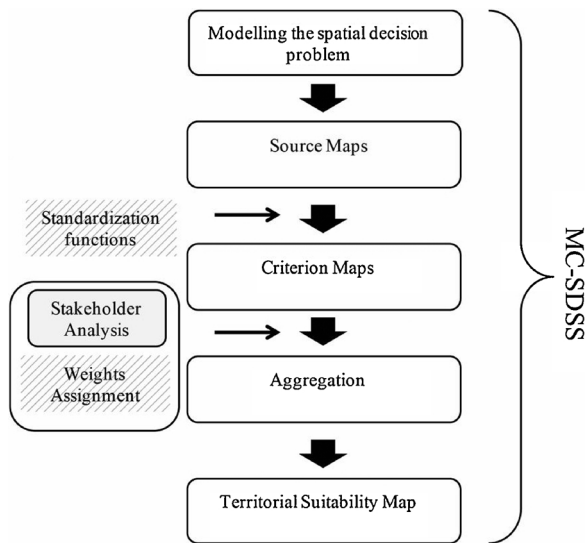 Modelling the spatial decision
problem
Source Maps
Standardization
functions
Criterion Maps
Stakeholder
Analysis
Weights
Assignment
Aggregation
Territorial Suitability Map
MC-SDSS